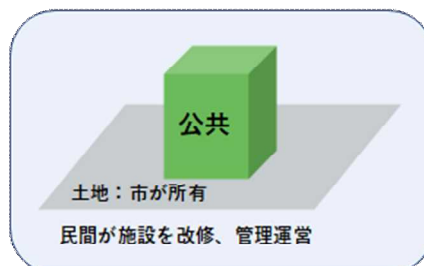 公共
土地：市が所有
民間が施設を改修、管理運営